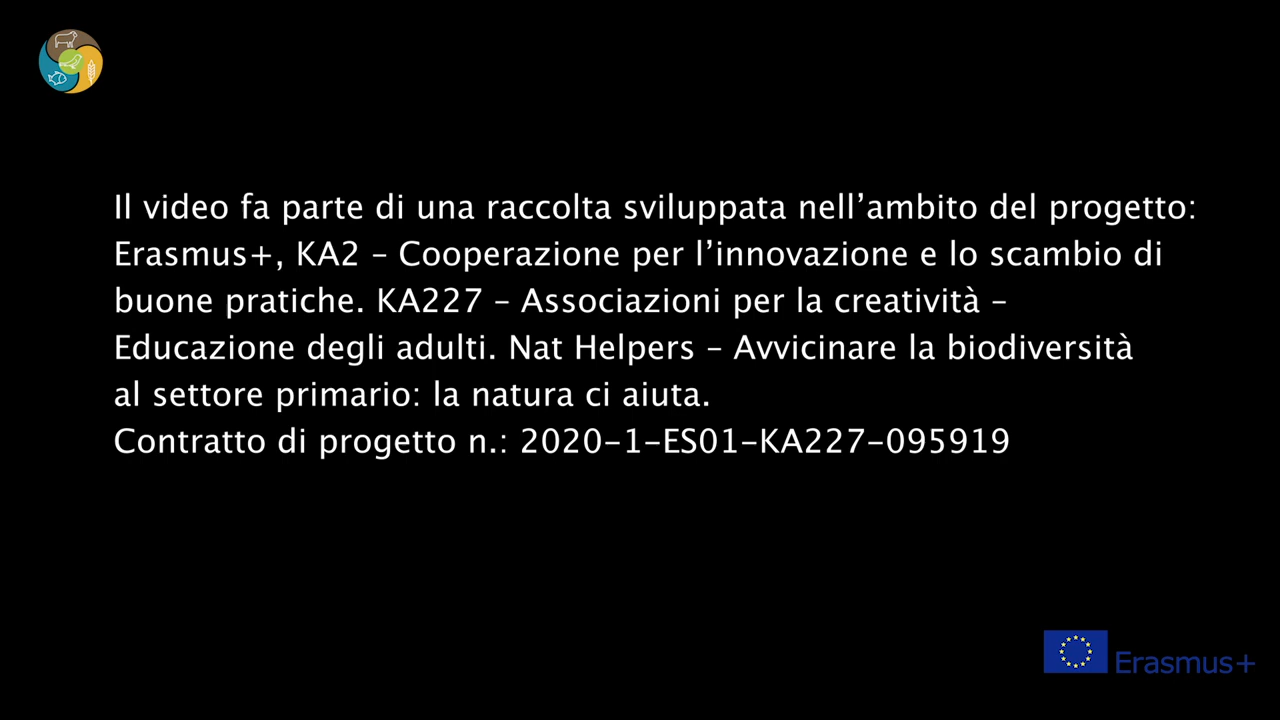 Il video fa parte di una raccolta sviluppata nell’ambito del progetto:
Erasmus+, KA2 – Cooperazione per l’innovazione e lo scambio di
buone pratiche. KA227 – Associazioni per la creatività –
Educazione degli adulti. Nat Helpers – Avvicinare la biodiversità
al settore primario: la natura ci aiuta.
Contratto di progetto n.: 2020-1-ES01-KA227-095919
Erasmus+